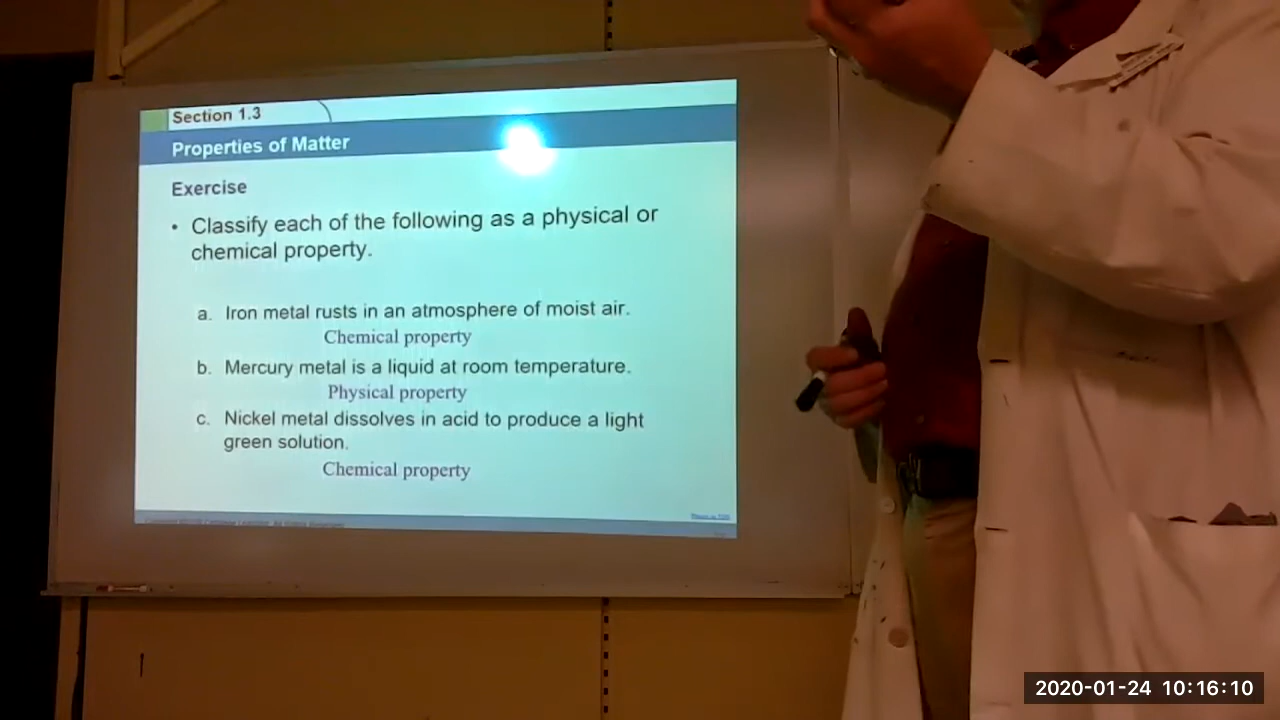 Section 1.3
Properties of Matter
Exercise
• Classify each of the following as a physical or
chemical property.
a. Iron metal rusts in an atmosphere of moist air.
Chemical property
b. Mercury metal is a liquid at room temperature.
Physical property
c. Nickel metal dissolves in acid to produce a light
green solution.
Chemical property
2020-01-24 10:16:10